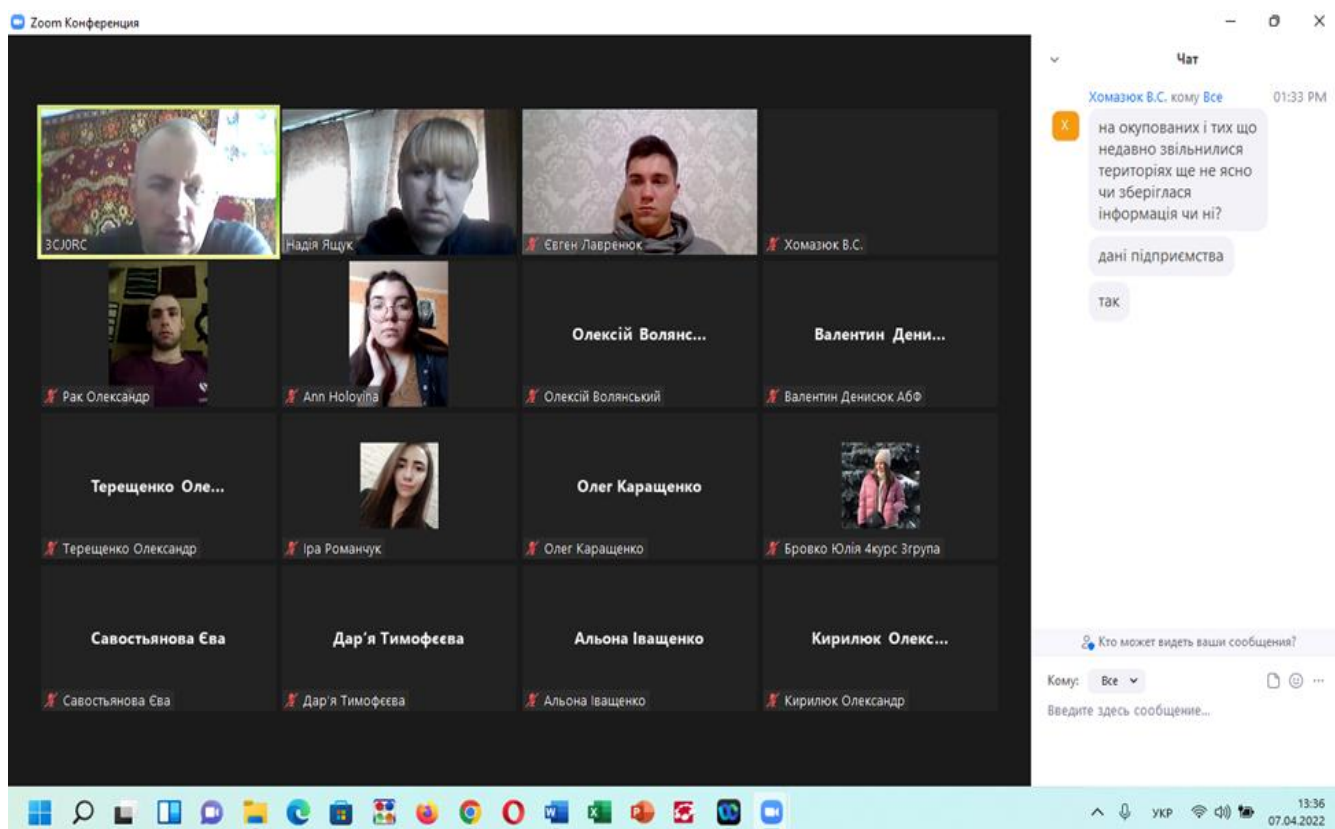 Zoom Конференция
Чат
Хомазюк В.С. кому Все 01:33 PM
X
на окупованих і тих що
недавно звільнилися
територіях ще не ясно
чи зберіглася
інформація чи ні?
дані підприємства
так
3CJ0RC
Надія Ящук
Євген Лавренюк
Хомазюк В.С.
Рак Олександр
Ann Holovina
Олексій Волянс...
Олексій Волянський
Валентин Дени...
Валентин Денисюк АбФ
Терещенко Оле...
Терещенко Олександр
Іра Романчук
Олег Каращенко
Олег Каращенко
Бровко Юлія 4курс 3група
Савостьянова Єва
Савостьянова Єва
Дар'я Тимофєєва
Дар'я Тимофєєва
Альона Іващенко
Альона Іващенко
Кирилюк Олекс...
Кирилюк Олександр
Кто может видеть ваши сообщения?
Кому: Все
Введите здесь сообщение...
УКР
13:36
07.04.2022